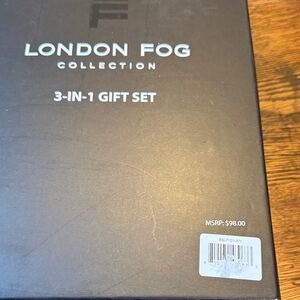 LONDON FOG
COLLECTION
3-IN-1 GIFT SET
MSRP: $98.00